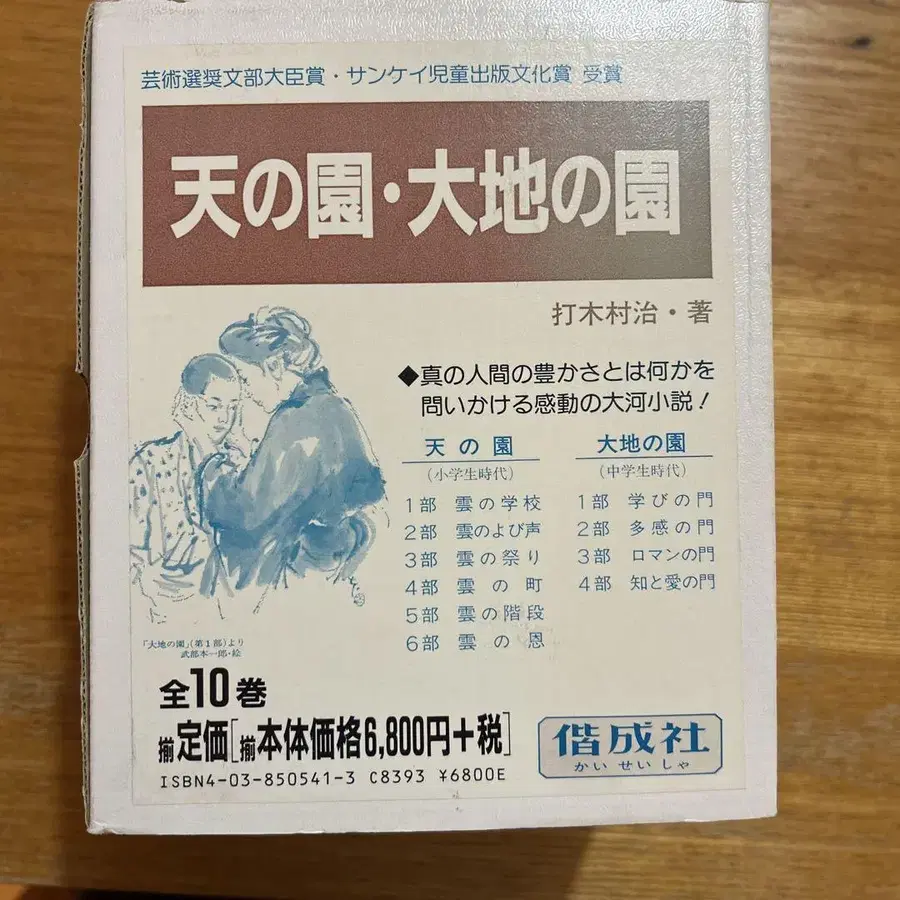 芸術選奨文部大臣賞・サンケイ児童出版文化賞 受賞
天の園・大地の園
打木村治・著
◆真の人間の豊かさとは何かを
問いかける感動の大河小説!
天の園
(小学生時代)
1部 雲の学校
2部 雲のよび声
3部 雲の祭り
4部 雲の町
5部 雲の階段
6部 雲の恩
大地の園
(中学生時代)
1部 学びの門
2部 多感の門
3部 ロマンの門
4部 知と愛の門
「大地の園」(第1部)より
武部本一郎・絵
全10巻
揃定価[揃本体価格6,800円+税]
ISBN4-03-850541-3 C8393 ¥6800E
偕成社
かいせいしゃ